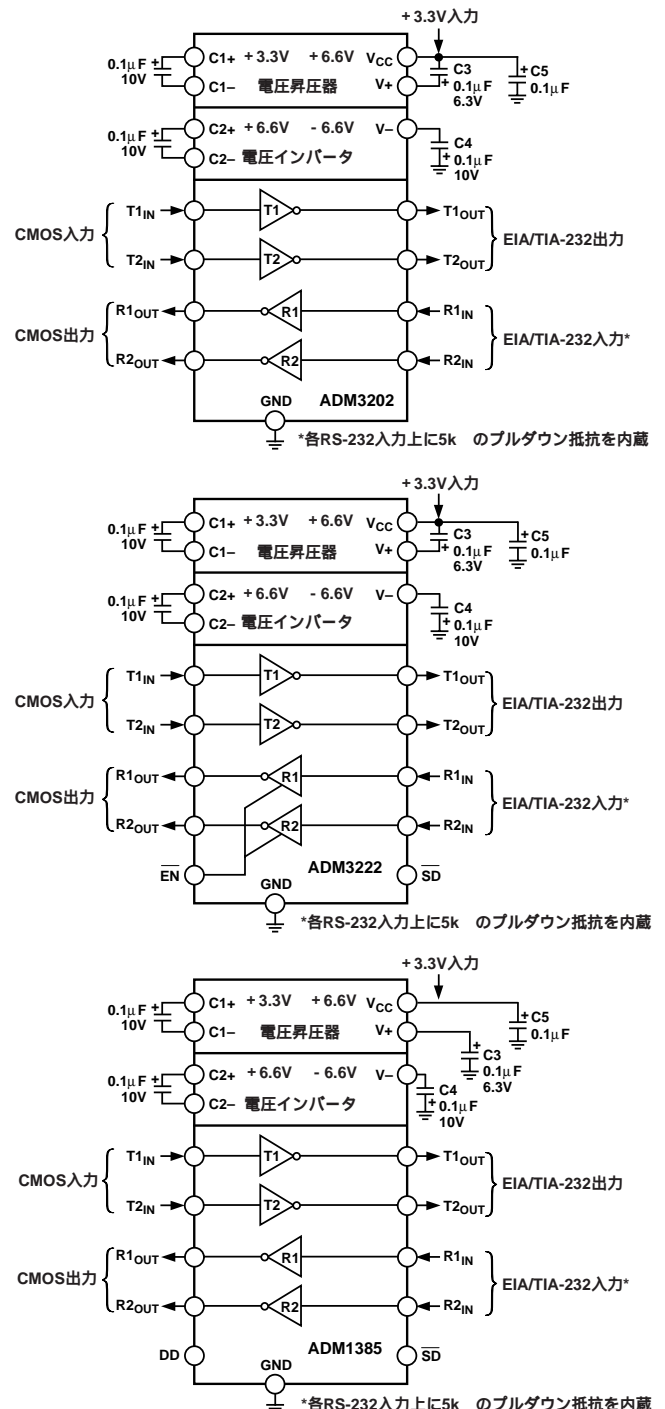 +3.3V入力
0.1μF 10V
C1+ +3.3V +6.6V VCC
C1– 電圧昇圧器 V+
C3 0.1μF 6.3V
C5 0.1μF
0.1μF 10V
C2+ +6.6V -6.6V V–
C2– 電圧インバータ
C4 0.1μF 10V
CMOS入力
T1IN T1 T1OUT
T2IN T2 T2OUT
EIA/TIA-232出力
CMOS出力
R1OUT R1 R1IN
R2OUT R2 R2IN
EIA/TIA-232入力*
GND ADM3202
*各RS-232入力上に5k のプルダウン抵抗を内蔵
+3.3V入力
0.1μF 10V
C1+ +3.3V +6.6V VCC
C1– 電圧昇圧器 V+
C3 0.1μF 6.3V
C5 0.1μF
0.1μF 10V
C2+ +6.6V -6.6V V–
C2– 電圧インバータ
C4 0.1μF 10V
CMOS入力
T1IN T1 T1OUT
T2IN T2 T2OUT
EIA/TIA-232出力
CMOS出力
R1OUT R1 R1IN
R2OUT R2 R2IN
EIA/TIA-232入力*
EN GND ADM3222 SD
*各RS-232入力上に5k のプルダウン抵抗を内蔵
+3.3V入力
0.1μF 10V
C1+ +3.3V +6.6V VCC
C1– 電圧昇圧器 V+
C5 0.1μF
C3 0.1μF 6.3V
0.1μF 10V
C2+ +6.6V -6.6V V–
C2– 電圧インバータ
C4 0.1μF 10V
CMOS入力
T1IN T1 T1OUT
T2IN T2 T2OUT
EIA/TIA-232出力
CMOS出力
R1OUT R1 R1IN
R2OUT R2 R2IN
EIA/TIA-232入力*
DD GND ADM1385 SD
*各RS-232入力上に5k のプルダウン抵抗を内蔵